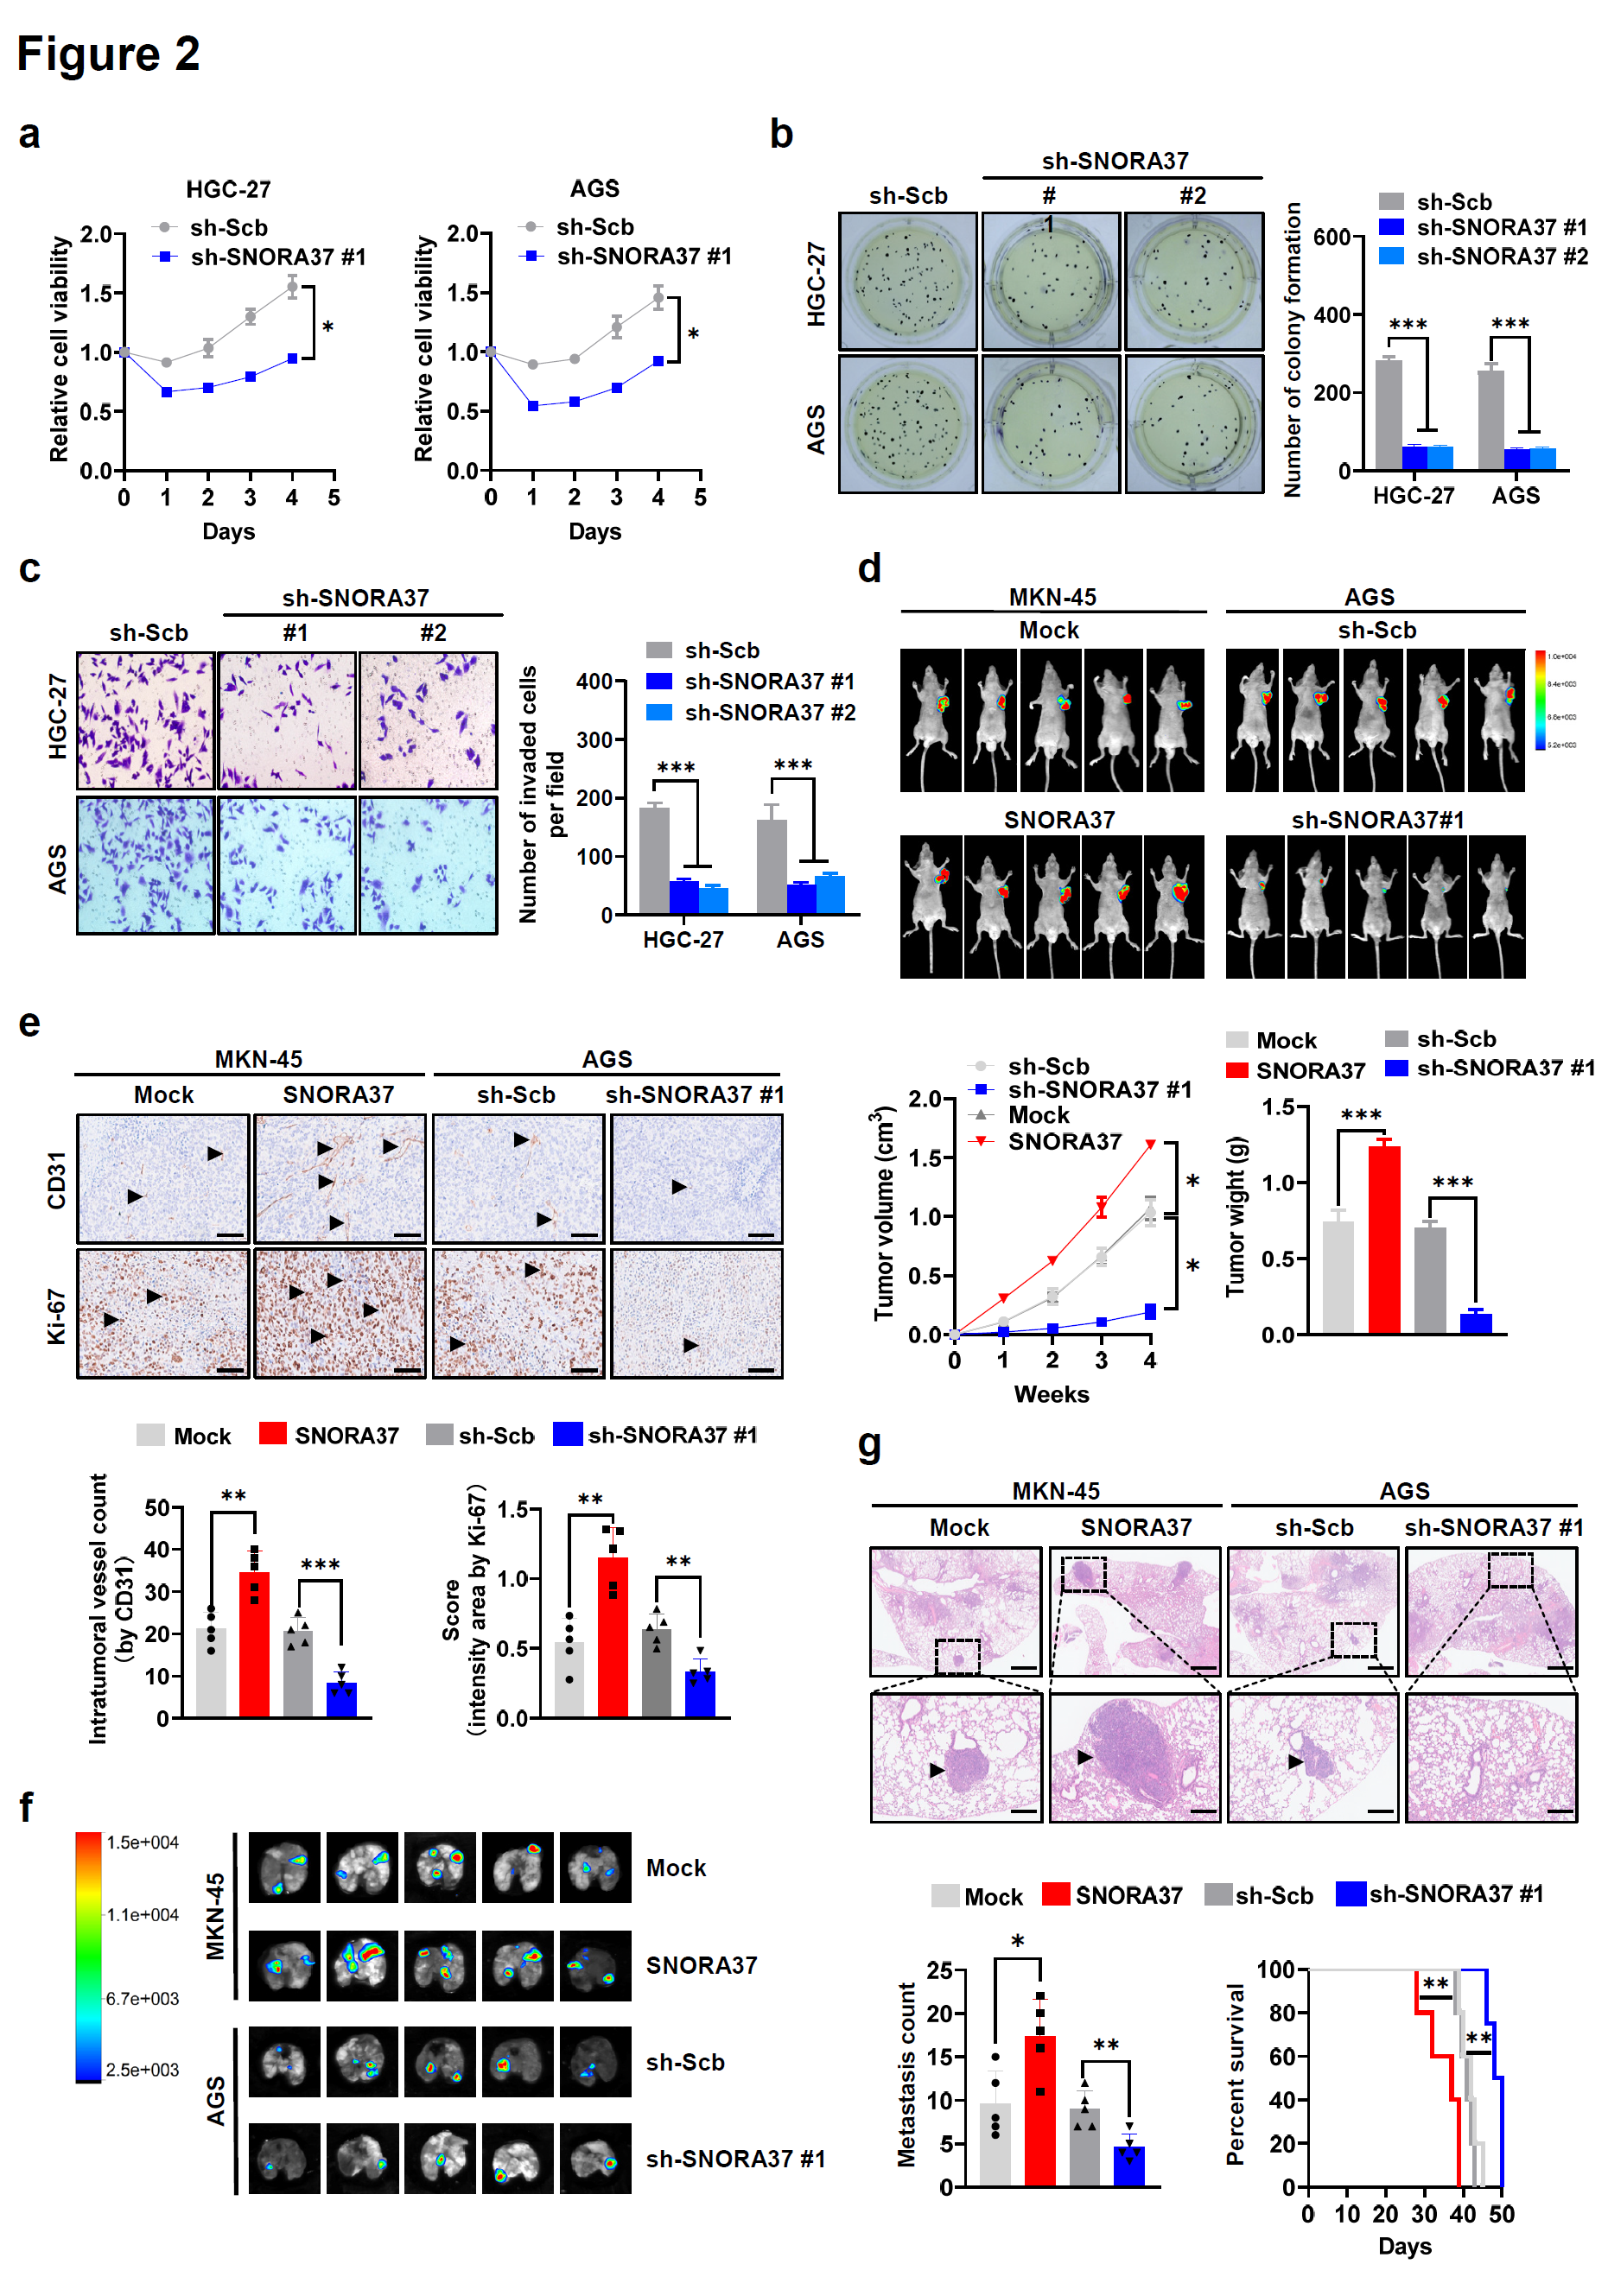 Figure 2
a
HGC-27
sh-Scb
sh-SNORA37 #1
Relative cell viability
2.0
1.5
1.0
0.5
0.0
*
0 1 2 3 4 5
Days
AGS
sh-Scb
sh-SNORA37 #1
Relative cell viability
2.0
1.5
1.0
0.5
0.0
*
0 1 2 3 4 5
Days
b
sh-SNORA37
sh-Scb # 1 #2
HGC-27
AGS
sh-Scb
sh-SNORA37 #1
sh-SNORA37 #2
Number of colony formation
600
400
200
0
*** ***
HGC-27 AGS
c
sh-SNORA37
sh-Scb #1 #2
HGC-27
AGS
sh-Scb
sh-SNORA37 #1
sh-SNORA37 #2
Number of invaded cells
per field
400
300
200
100
0
*** ***
HGC-27 AGS
d
MKN-45 AGS
Mock sh-Scb
1.0e+004
8.4e+003
6.8e+003
5.2e+003
SNORA37 sh-SNORA37#1
sh-Scb
sh-SNORA37 #1
Mock
SNORA37
Tumor volume (cm3)
2.0
1.5
1.0
0.5
0.0
*
*
0 1 2 3 4
Weeks
Mock sh-Scb
SNORA37 sh-SNORA37 #1
Tumor wight (g)
1.5
1.0
0.5
0.0
***
***
e
MKN-45 AGS
Mock SNORA37 sh-Scb sh-SNORA37 #1
CD31
Ki-67
Mock SNORA37 sh-Scb sh-SNORA37 #1
Intratumoral vessel count
(by CD31)
50
40
30
20
10
0
** ***
Score
(intensity area by Ki-67)
1.5
1.0
0.5
0.0
** **
f
1.5e+004
1.1e+004
6.7e+003
2.5e+003
MKN-45
AGS
Mock
SNORA37
sh-Scb
sh-SNORA37 #1
g
MKN-45 AGS
Mock SNORA37 sh-Scb sh-SNORA37 #1
Mock SNORA37 sh-Scb sh-SNORA37 #1
Metastasis count
25
20
15
10
5
0
* **
Percent survival
100
80
60
40
20
0
**
**
0 10 20 30 40 50
Days